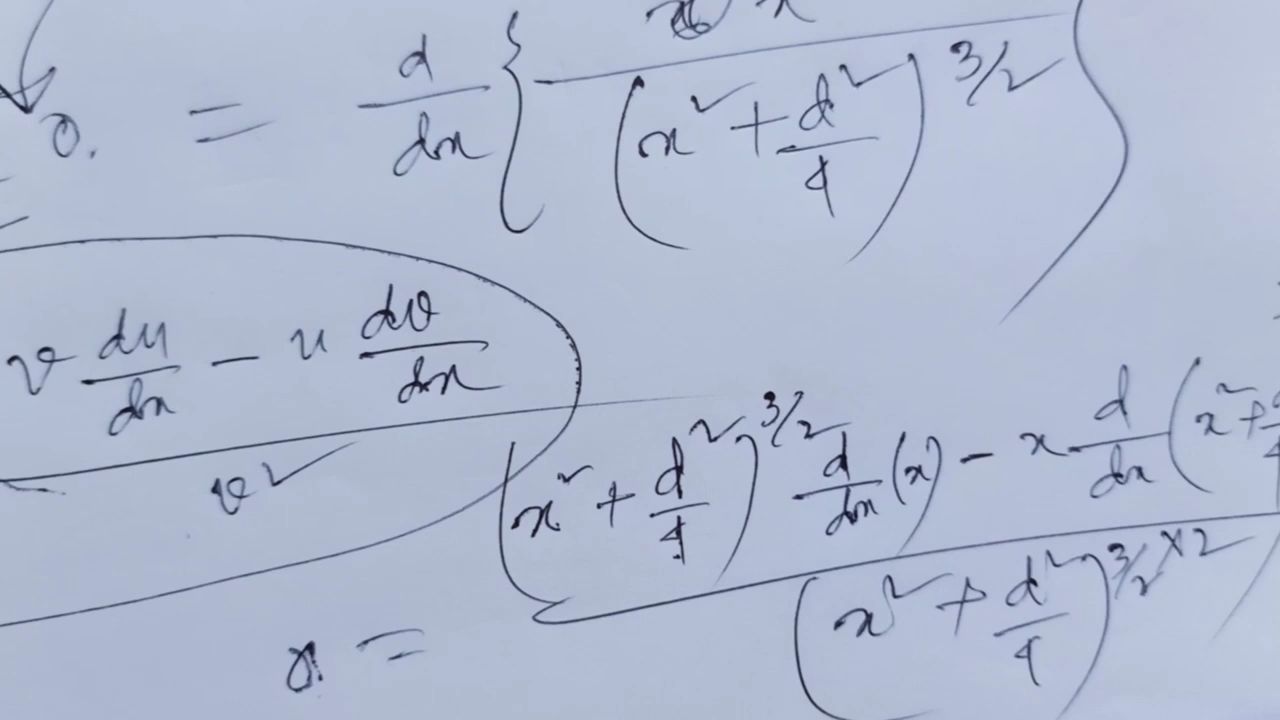 0. = d/dx { x / (x² + d²/4)^3/2 }
v du/dx − u dv/dx
v²
(x² + d²/4)^3/2 d/dx (x) − x d/dx (x² +
0 = (x² + d²/4)^3/2×2